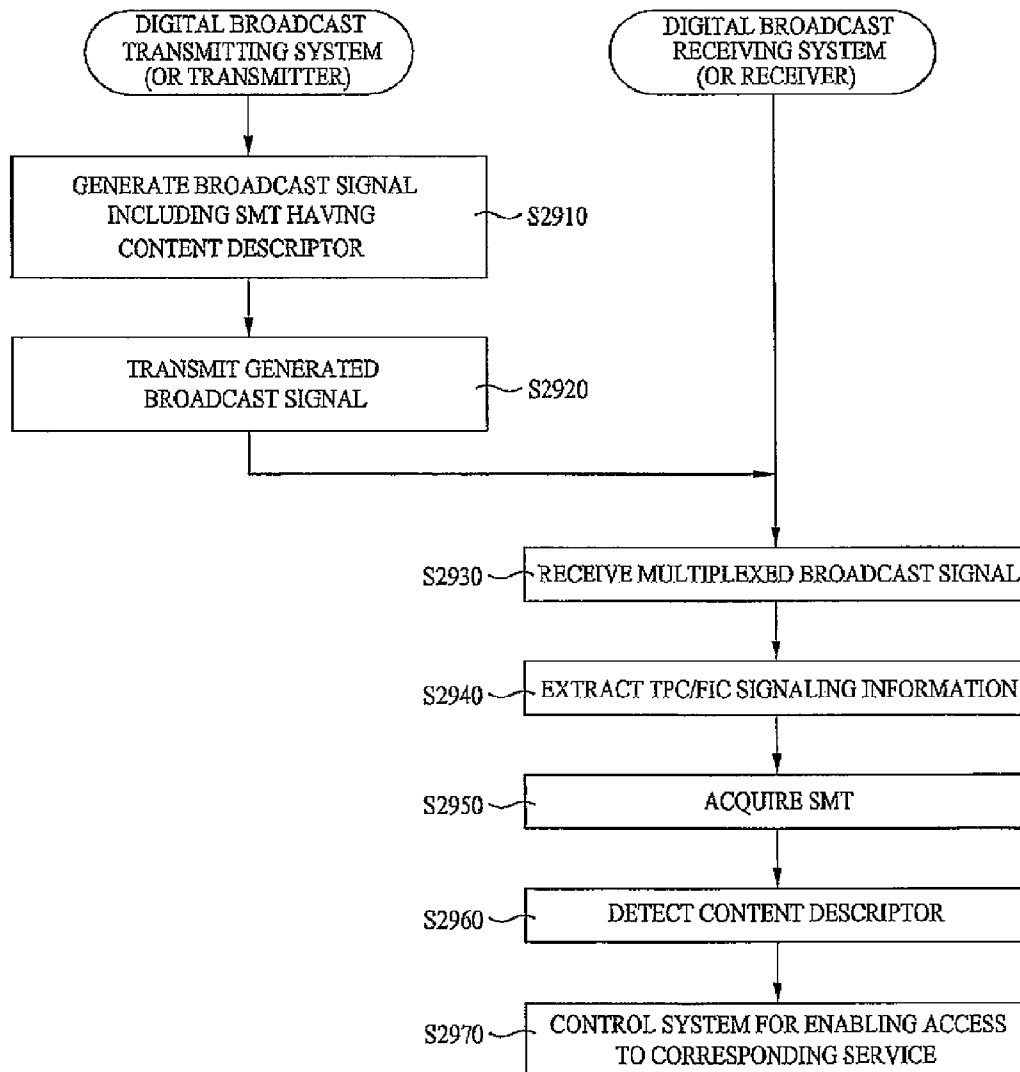 DIGITAL BROADCAST
TRANSMITTING SYSTEM
(OR TRANSMITTER)
DIGITAL BROADCAST
RECEIVING SYSTEM
(OR RECEIVER)
GENERATE BROADCAST SIGNAL
INCLUDING SMT HAVING
CONTENT DESCRIPTOR
S2910
TRANSMIT GENERATED
BROADCAST SIGNAL
S2920
S2930
RECEIVE MULTIPLEXED BROADCAST SIGNAL
S2940
EXTRACT TPC/FIC SIGNALING INFORMATION
S2950
ACQUIRE SMT
S2960
DETECT CONTENT DESCRIPTOR
S2970
CONTROL SYSTEM FOR ENABLING ACCESS
TO CORRESPONDING SERVICE